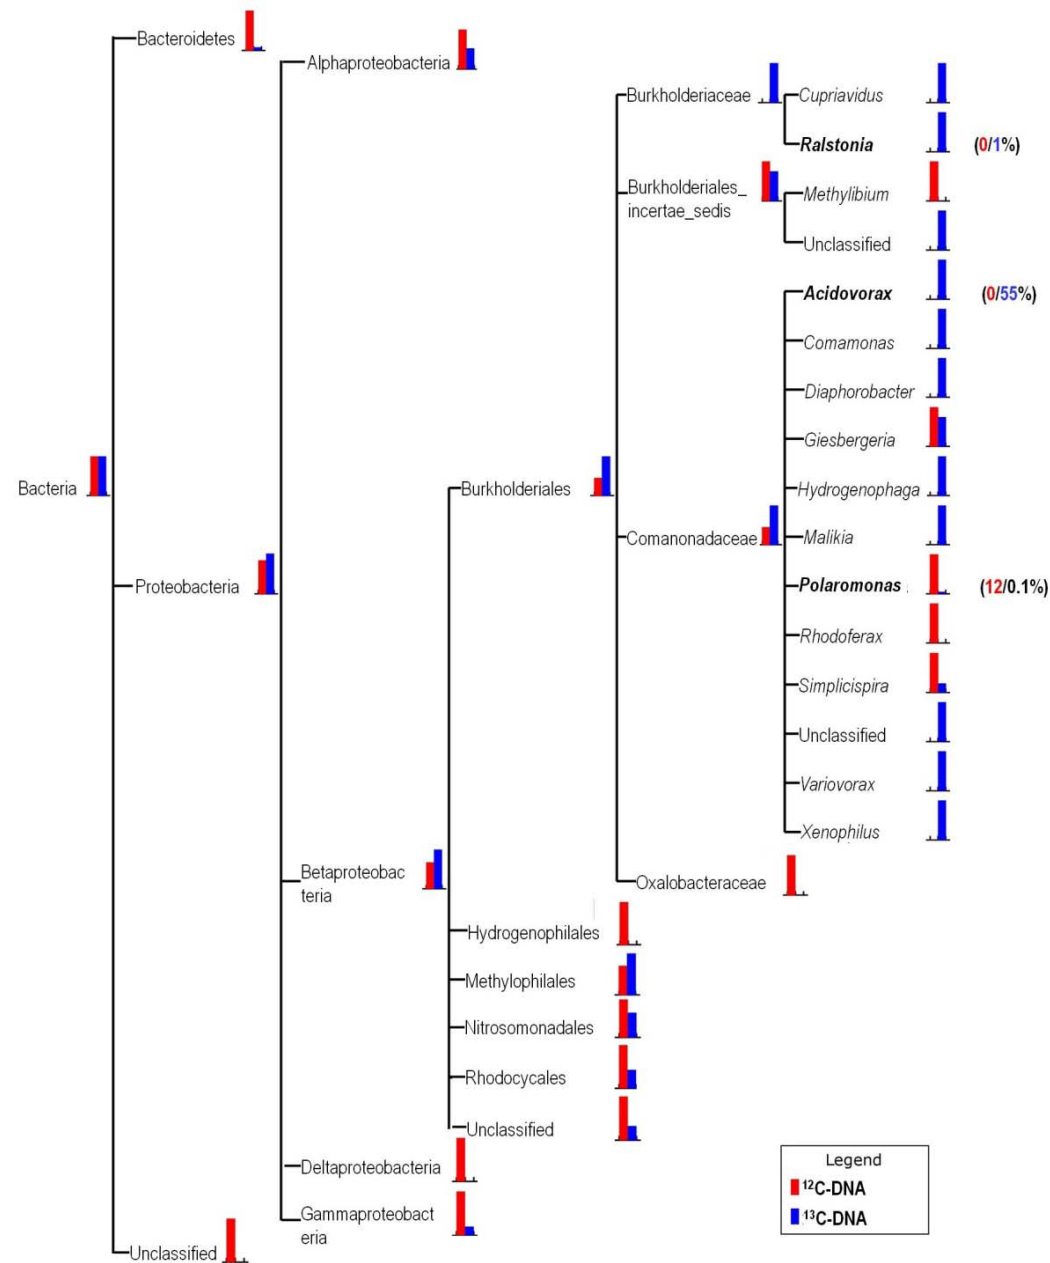 Bacteroidetes
Alphaproteobacteria
Burkholderiaceae
Cupriavidus
Ralstonia (0/1%)
Burkholderiales_
incertae_sedis
Methylibium
Unclassified
Acidovorax (0/55%)
Comamonas
Diaphorobacter
Giesbergeria
Bacteria
Burkholderiales
Hydrogenophaga
Comanonadaceae
Malikia
Proteobacteria
Polaromonas (12/0.1%)
Rhodoferax
Simplicispira
Unclassified
Variovorax
Xenophilus
Betaproteobac
teria
Oxalobacteraceae
Hydrogenophilales
Methylophilales
Nitrosomonadales
Rhodocycales
Unclassified
Deltaproteobacteria
Gammaproteobact
eria
Unclassified
Legend
¹²C-DNA
¹³C-DNA